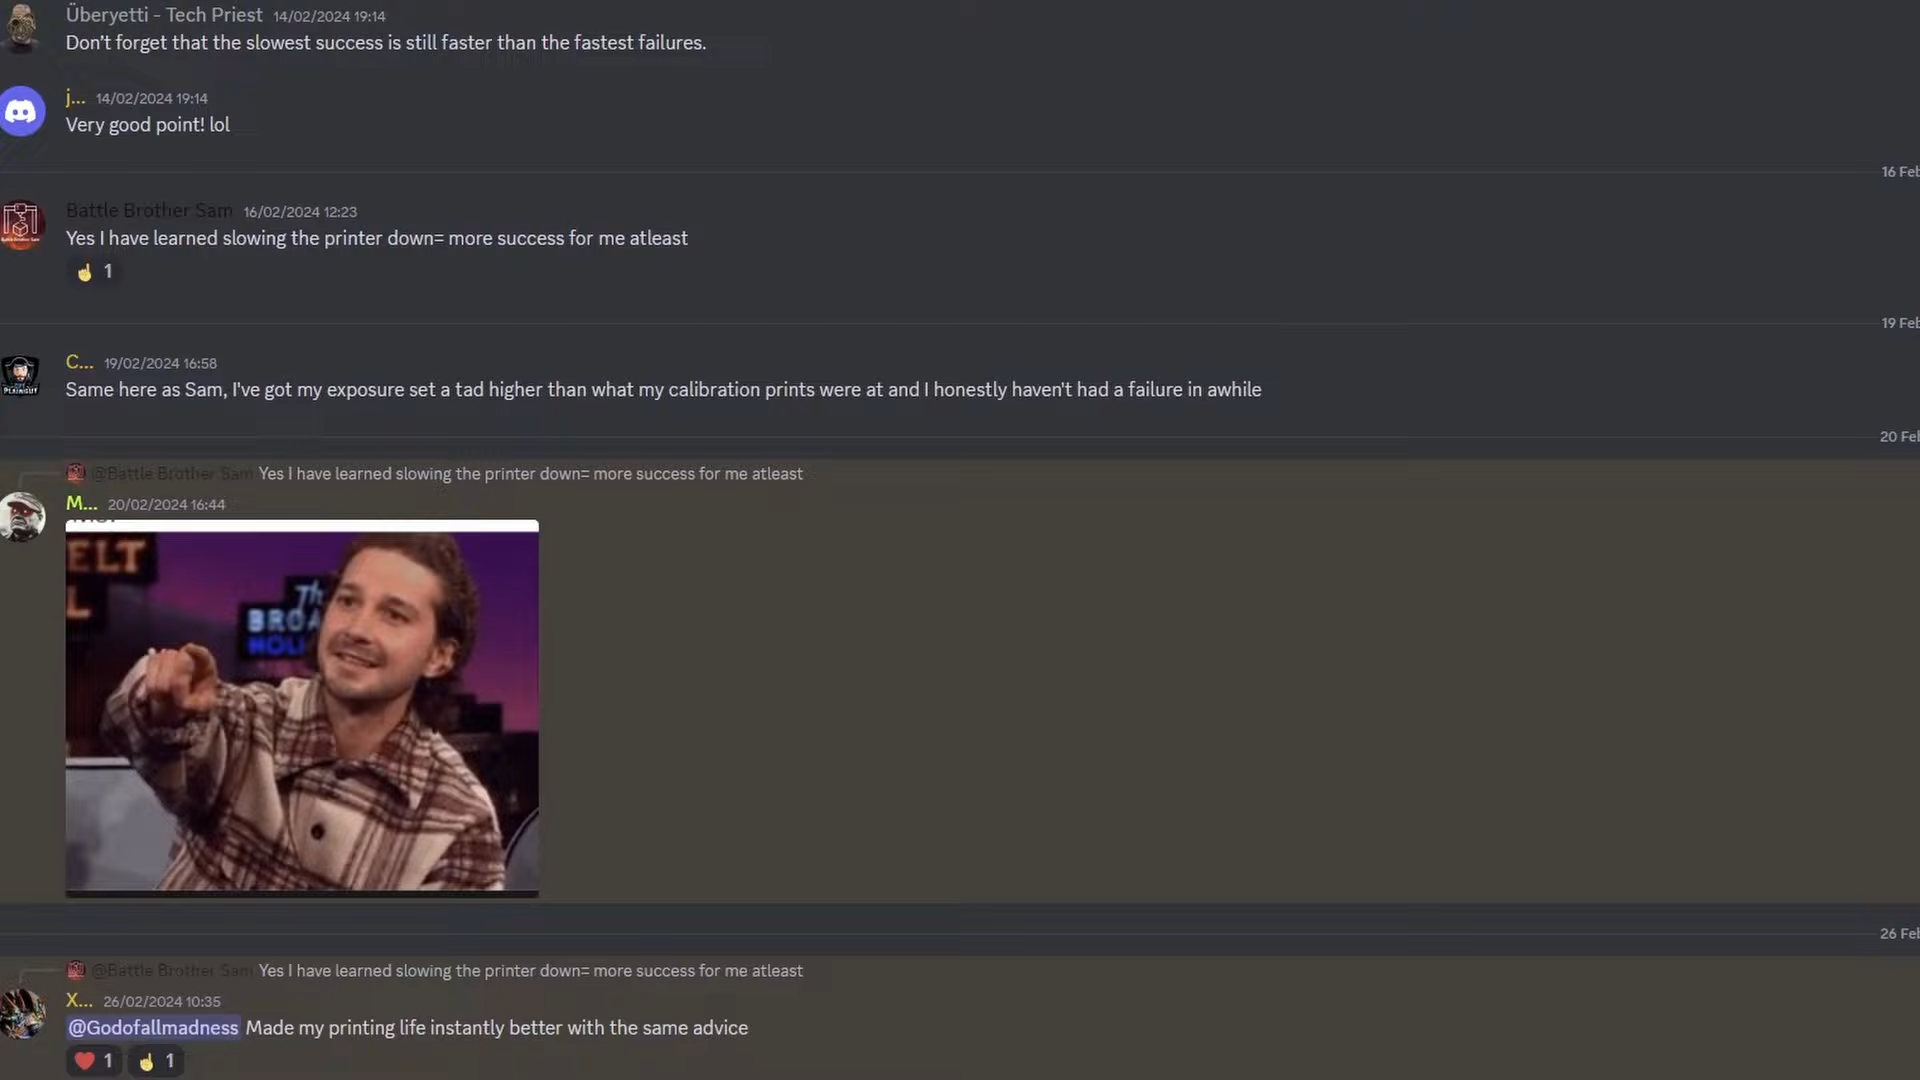 Überyetti - Tech Priest 14/02/2024 19:14
Don't forget that the slowest success is still faster than the fastest failures.
j... 14/02/2024 19:14
Very good point! lol
16 Feb
Battle Brother Sam 16/02/2024 12:23
Yes I have learned slowing the printer down= more success for me atleast
1
19 Feb
C... 19/02/2024 16:58
Same here as Sam, I've got my exposure set a tad higher than what my calibration prints were at and I honestly haven't had a failure in awhile
20 Feb
@Battle Brother Sam Yes I have learned slowing the printer down= more success for me atleast
M... 20/02/2024 16:44
ELT
L
Th
BROA
HOLL
26 Feb
@Battle Brother Sam Yes I have learned slowing the printer down= more success for me atleast
X... 26/02/2024 10:35
@Godofallmadness Made my printing life instantly better with the same advice
1 1